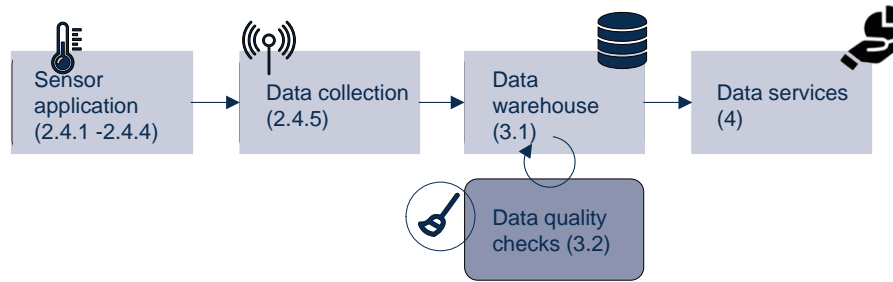 Sensor
application
(2.4.1 -2.4.4)
Data collection
(2.4.5)
Data
warehouse
(3.1)
Data services
(4)
Data quality
checks (3.2)